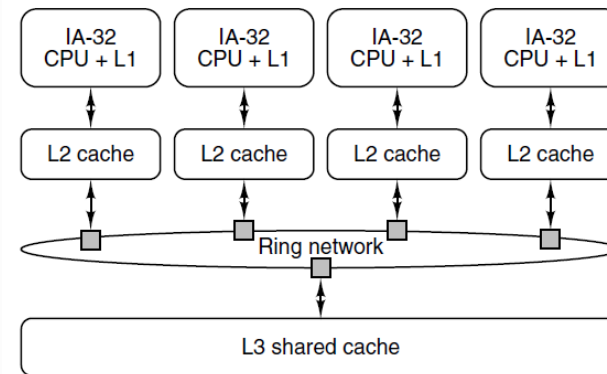 IA-32
CPU + L1
IA-32
CPU + L1
IA-32
CPU + L1
IA-32
CPU + L1
L2 cache
L2 cache
L2 cache
L2 cache
Ring network
L3 shared cache